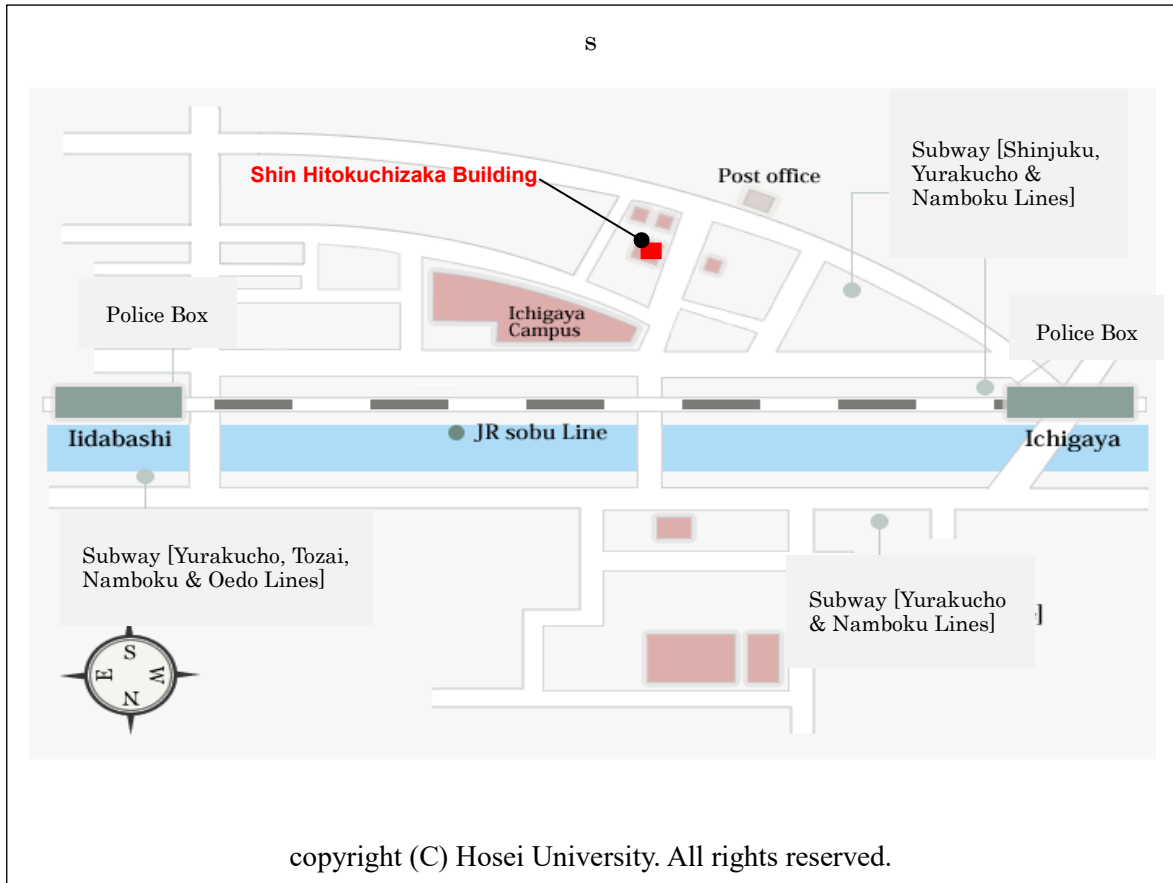 s
Subway [Shinjuku,
Yurakucho &
Namboku Lines]
Shin Hitokuchizaka Building
Post office
Police Box
Ichigaya
Campus
Police Box
Iidabashi
JR sobu Line
Ichigaya
Subway [Yurakucho, Tozai,
Namboku & Oedo Lines]
Subway [Yurakucho
& Namboku Lines]
e]
S
E
W
N
copyright (C) Hosei University. All rights reserved.